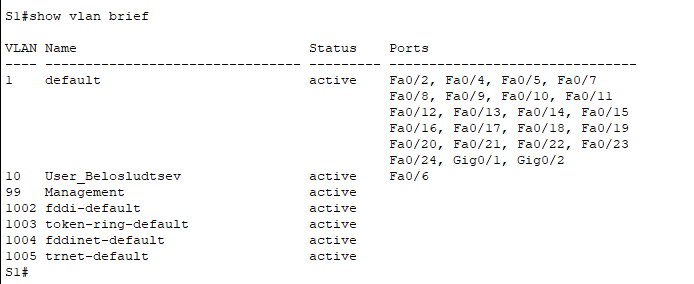 S1#show vlan brief
VLAN Name                             Status    Ports
---- -------------------------------- --------- -------------------------------
1    default                          active    Fa0/2, Fa0/4, Fa0/5, Fa0/7
                                                Fa0/8, Fa0/9, Fa0/10, Fa0/11
                                                Fa0/12, Fa0/13, Fa0/14, Fa0/15
                                                Fa0/16, Fa0/17, Fa0/18, Fa0/19
                                                Fa0/20, Fa0/21, Fa0/22, Fa0/23
                                                Fa0/24, Gig0/1, Gig0/2
10   User_Belosludtsev                active    Fa0/6
99   Management                       active
1002 fddi-default                     active
1003 token-ring-default               active
1004 fddinet-default                  active
1005 trnet-default                    active
S1#